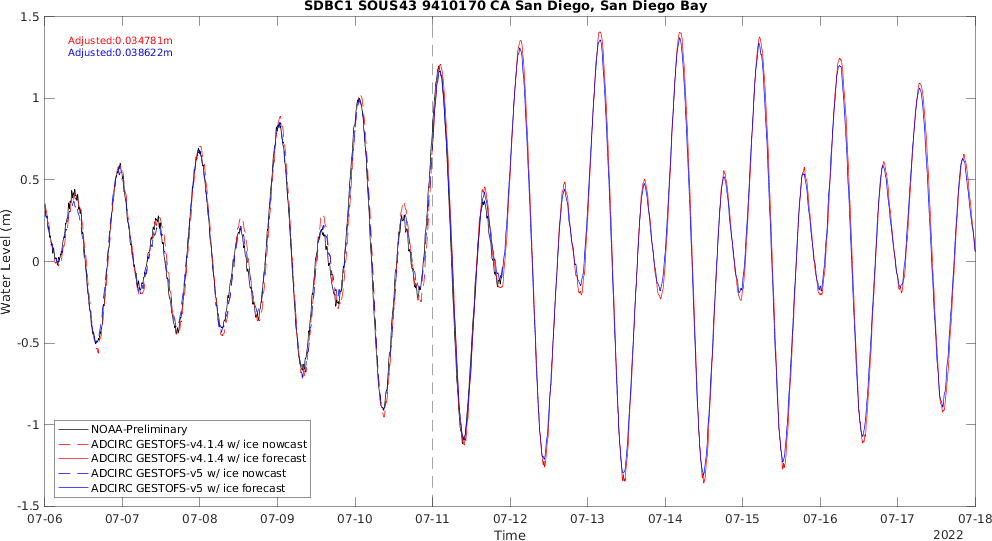 SDBC1 SOUS43 9410170 CA San Diego, San Diego Bay
Adjusted:0.034781m
Adjusted:0.038622m
1.5
1
0.5
0
-0.5
-1
-1.5
Water Level (m)
NOAA-Preliminary
ADCIRC GESTOFS-v4.1.4 w/ ice nowcast
ADCIRC GESTOFS-v4.1.4 w/ ice forecast
ADCIRC GESTOFS-v5 w/ ice nowcast
ADCIRC GESTOFS-v5 w/ ice forecast
07-06 07-07 07-08 07-09 07-10 07-11 07-12 07-13 07-14 07-15 07-16 07-17 07-18
Time
2022